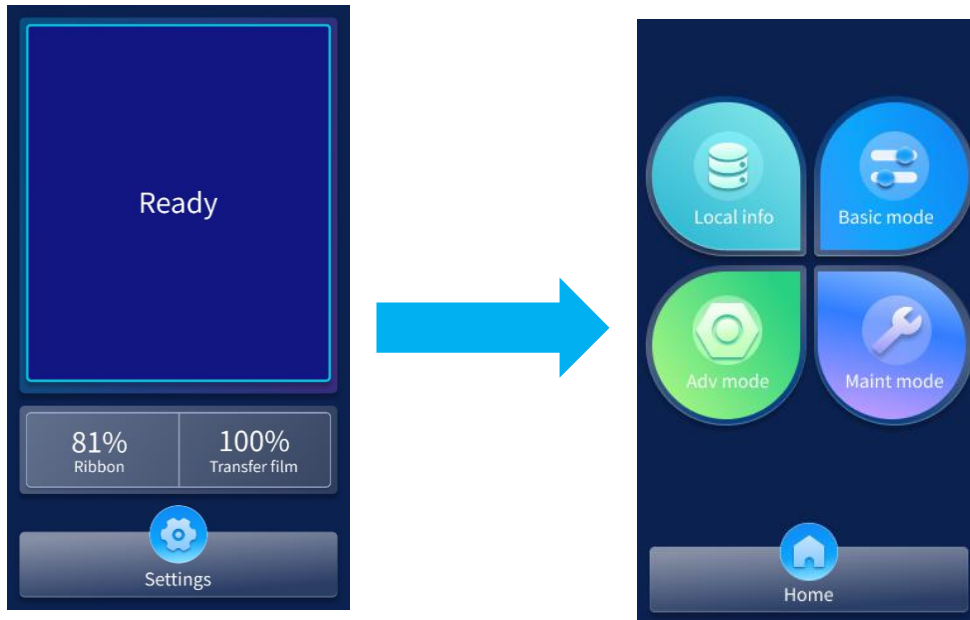 Ready
81%
Ribbon
100%
Transfer film
Settings
Local info
Basic mode
Adv mode
Maint mode
Home